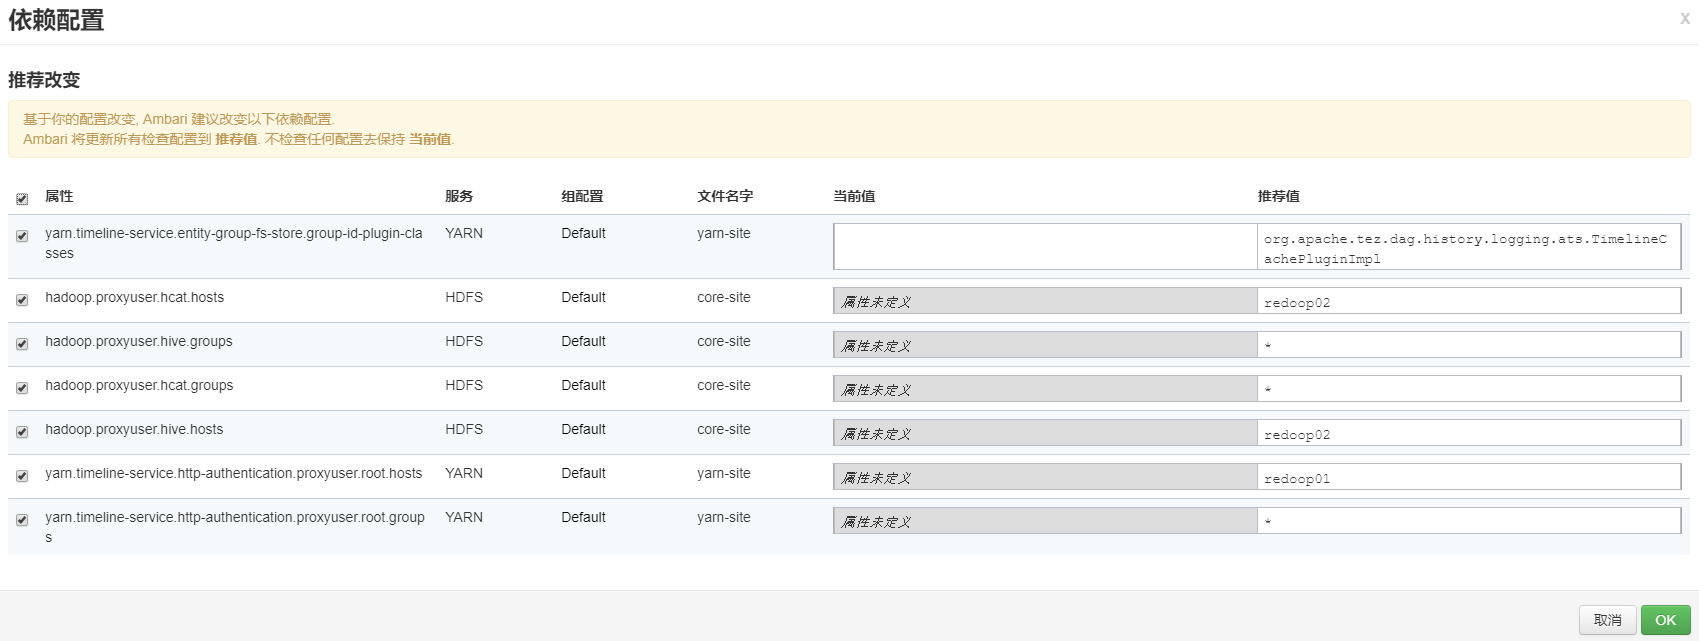 依赖配置
x
推荐改变
基于你的配置改变, Ambari 建议改变以下依赖配置.
Ambari 将更新所有检查配置到 推荐值. 不检查任何配置去保持 当前值.
属性 服务 组配置 文件名字 当前值 推荐值
yarn.timeline-service.entity-group-fs-store.group-id-plugin-cla YARN Default yarn-site org.apache.tez.dag.history.logging.ats.TimelineC
sses achePluginImpl
hadoop.proxyuser.hcat.hosts HDFS Default core-site 属性未定义 redoop02
hadoop.proxyuser.hive.groups HDFS Default core-site 属性未定义 *
hadoop.proxyuser.hcat.groups HDFS Default core-site 属性未定义 *
hadoop.proxyuser.hive.hosts HDFS Default core-site 属性未定义 redoop02
yarn.timeline-service.http-authentication.proxyuser.root.hosts YARN Default yarn-site 属性未定义 redoop01
yarn.timeline-service.http-authentication.proxyuser.root.group YARN Default yarn-site 属性未定义 *
s
取消 OK